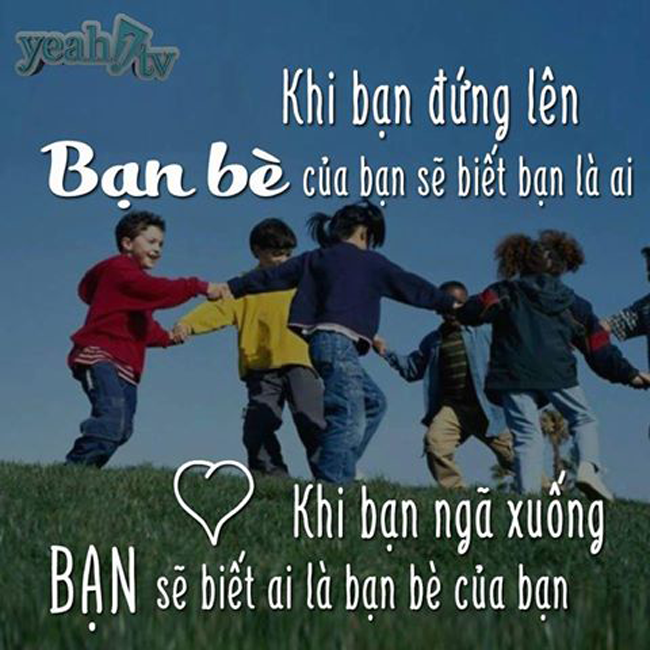 yeah1tv
Khi bạn đứng lên
Bạn bè của bạn sẽ biết bạn là ai
Khi bạn ngã xuống
BẠN sẽ biết ai là bạn bè của bạn